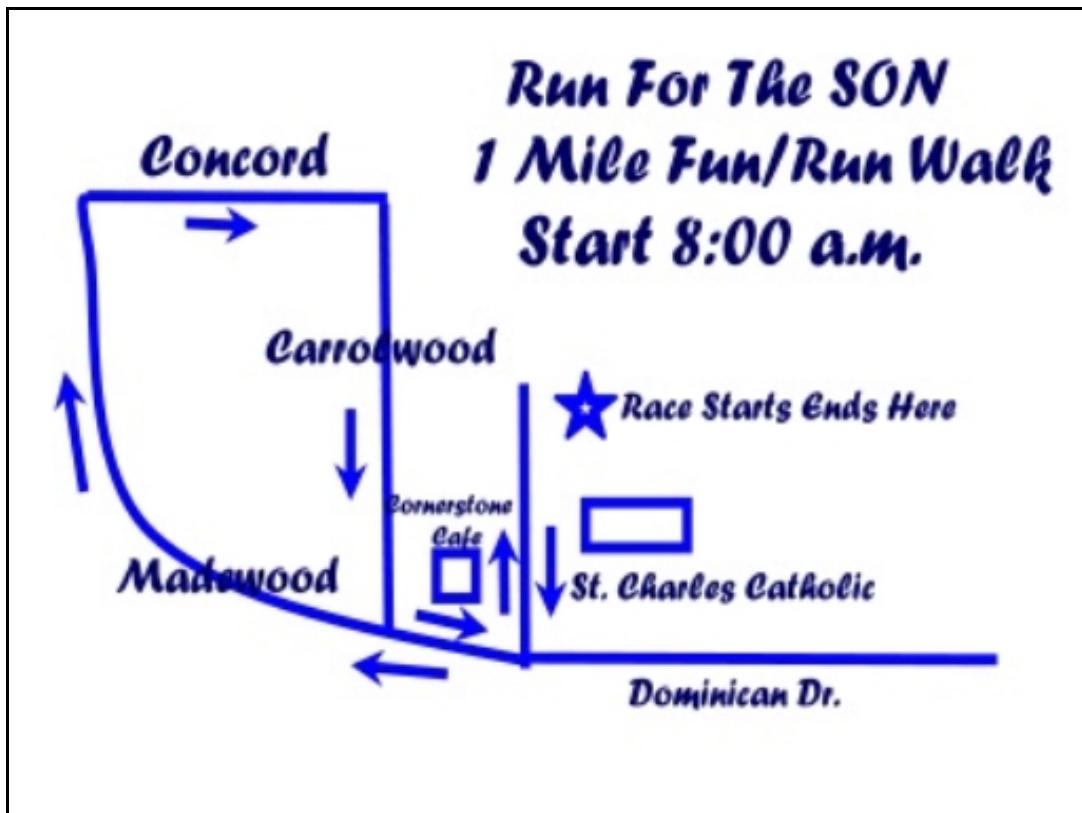 Run For The SON
1 Mile Fun/Run Walk
Start 8:00 a.m.
Concord
Carrolwood
Race Starts Ends Here
Cornerstone
Cafe
Madewood
St. Charles Catholic
Dominican Dr.